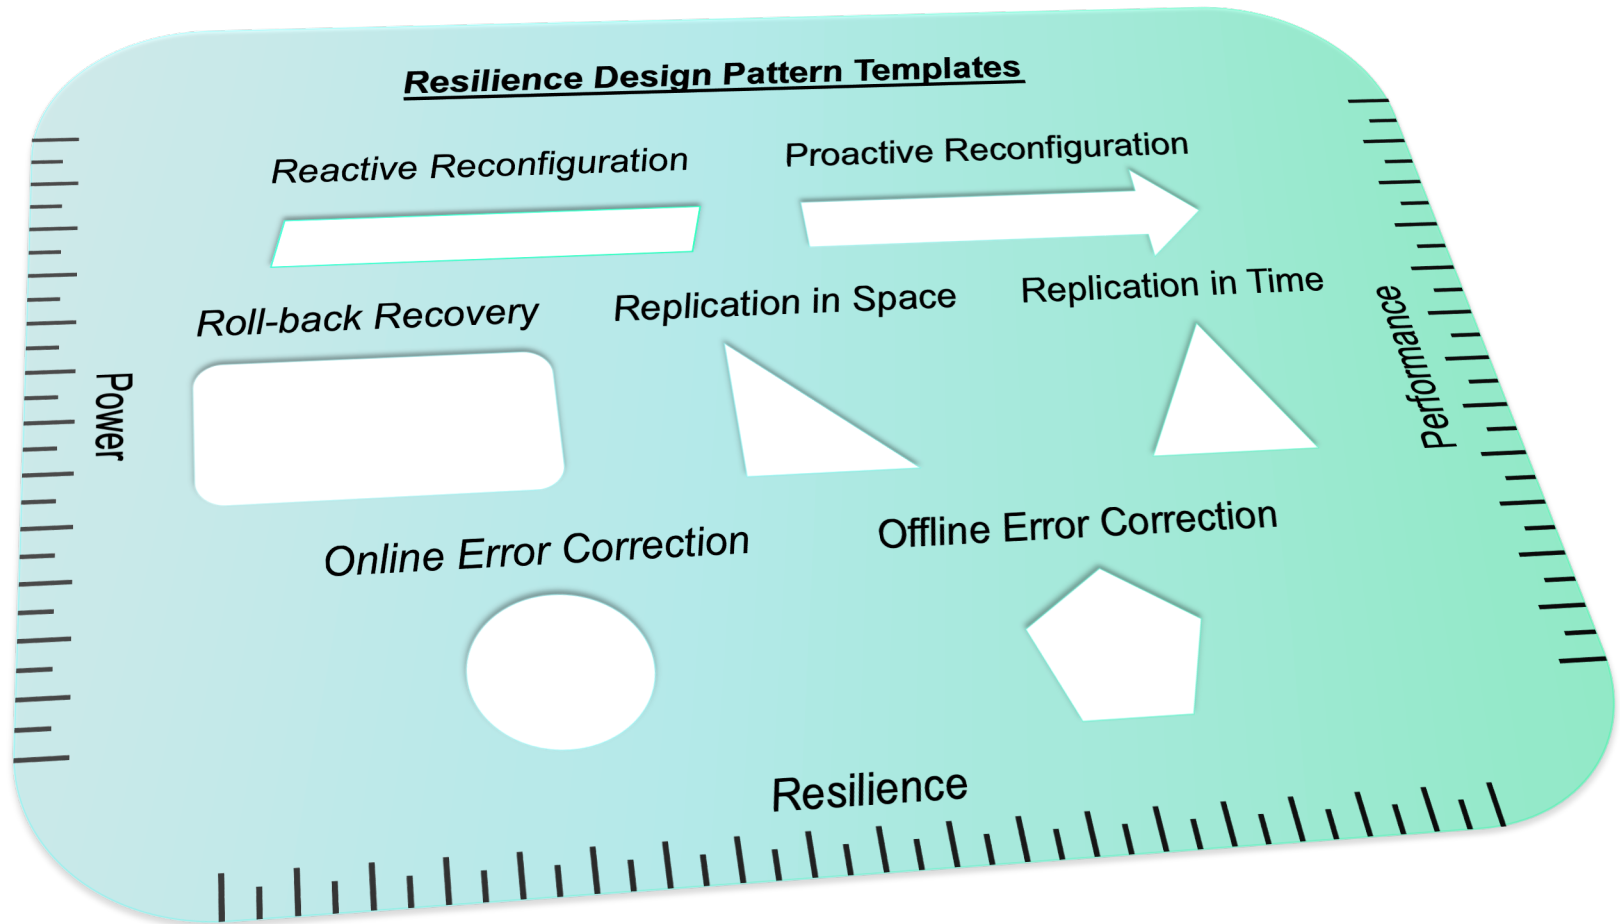 Resilience Design Pattern Templates
Reactive Reconfiguration
Proactive Reconfiguration
Roll-back Recovery
Replication in Space
Replication in Time
Power
Performance
Online Error Correction
Offline Error Correction
Resilience